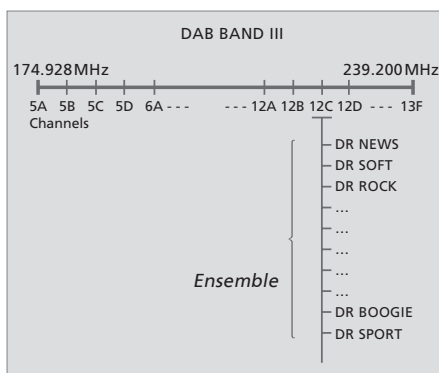 DAB BAND III
174.928MHz 239.200MHz
5A 5B 5C 5D 6A - - - - - - 12A 12B 12C 12D - - - 13F
Channels
DR NEWS
DR SOFT
DR ROCK
...
...
...
...
...
Ensemble
DR BOOGIE
DR SPORT